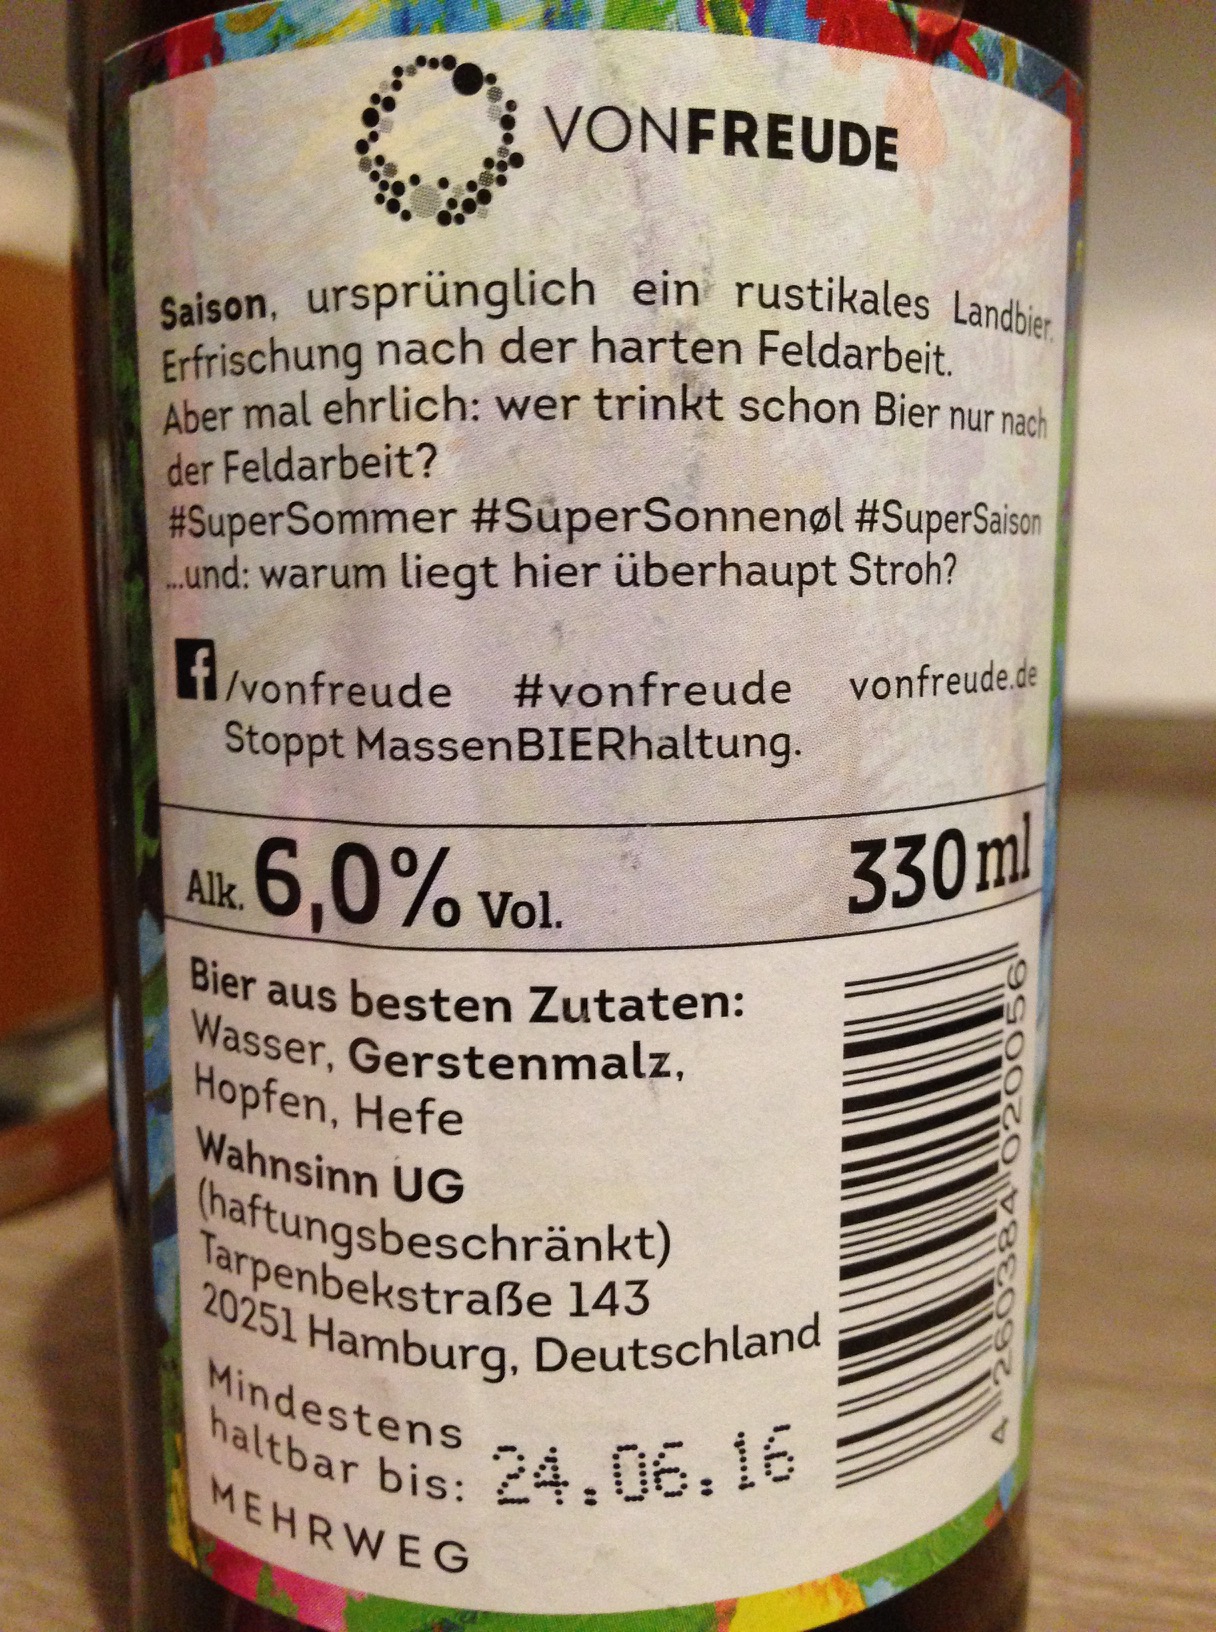 VONFREUDE
Saison, ursprünglich ein rustikales Landbier.
Erfrischung nach der harten Feldarbeit.
Aber mal ehrlich: wer trinkt schon Bier nur nach
der Feldarbeit?
#SuperSommer #SuperSonnenøl #SuperSaison
...und: warum liegt hier überhaupt Stroh?
f/vonfreude #vonfreude vonfreude.de
Stoppt MassenBIERhaltung.
Alk. 6,0% Vol. 330 ml
Bier aus besten Zutaten:
Wasser, Gerstenmalz,
Hopfen, Hefe
Wahnsinn UG
(haftungsbeschränkt)
Tarpenbekstraße 143
20251 Hamburg, Deutschland
Mindestens
haltbar bis: 24.06.16
MEHRWEG
4 260384 020056